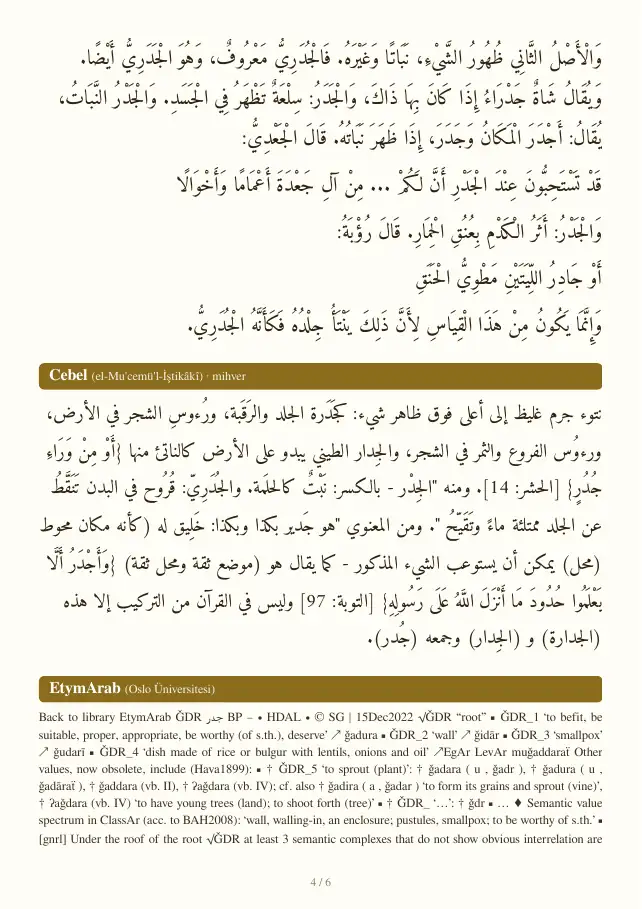 وَالْأَصْلُ الثَّانِي ظُهُورُ الشَّيْءِ، نَبَاتًا وَغَيْرَهُ. فَالْجُدَرِيُّ مَعْرُوفٌ، وَهُوَ الْجَدَرِيُّ أَيْضًا.
وَيُقَالُ شَاةٌ جَدْرَاءُ إِذَا كَانَ بِهَا ذَاكَ، وَالْجَدَرُ: سِلْعَةٌ تَظْهَرُ فِي الْجَسَدِ. وَالْجَدْرُ النَّبَاتُ،
يُقَالُ: أَجْدَرَ الْمَكَانُ وَجَدَرَ، إِذَا ظَهَرَ نَبَاتُهُ. قَالَ الْجَعْدِيُّ:
قَدْ تَسْتَحِبُّونَ عِنْدَ الْجَدْرِ أَنَّ لَكُمْ ... مِنْ آلِ جَعْدَةَ أَعْمَامًا وَأَخْوَالًا
وَالْجَدْرُ: أَثَرُ الْكَدْمِ بِعُنُقِ الْحِمَارِ. قَالَ رُؤْبَةُ:
أَوْ جَادِرُ اللِّيتَيْنِ مَطْوِيُّ الْحَنَقِ
وَإِنَّمَا يَكُونُ مِنْ هَذَا الْقِيَاسِ لِأَنَّ ذَلِكَ يَنْتَأُ جِلْدُهُ فَكَأَنَّهُ الْجُدَرِيُّ.
Cebel (el-Mu'cemü'l-İştikâkî) · mihver
نتوء جرم غليظ إلى أعلى فوق ظاهر شيء: كجَدَرة الجلد والرقَبة، ورُءوسِ الشجر في الأرض،
ورءوُس الفروع والثمر في الشجر، والجِدار الطيني يبدو على الأرض كالناتئ منها {أَوْ مِنْ وَرَاءِ
جُدُرٍ} [الحشر: 14]. ومنه "الجِدْر - بالكسر: نَبْتٌ كالحلَمة. والجُدَرِيّ: قُرُوح في البدن تَنَقَّطُ
عن الجلد ممتلئة ماءً وتَقَيّحُ". ومن المعنوي "هو جَدير بكذا وبكذا: خَلِيق له (كأنه مكان محوط
(محل) يمكن أن يستوعب الشيء المذكور - كما يقال هو (موضع ثقة ومحل ثقة) {وَأَجْدَرُ أَلَّا
يَعْلَمُوا حُدُودَ مَا أَنْزَلَ اللَّهُ عَلَى رَسُولِهِ} [التوبة: 97] وليس في القرآن من التركيب إلا هذه
(الجدارة) و (الجِدار) وجمعه (جُدر).
EtymArab (Oslo Üniversitesi)
Back to library EtymArab ĞDR جدر BP – • HDAL • © SG | 15Dec2022 √ĞDR “root” ▪ ĞDR_1 ‘to befit, be
suitable, proper, appropriate, be worthy (of s.th.), deserve’ ↗ ğadura ▪ ĞDR_2 ‘wall’ ↗ ğidār ▪ ĞDR_3 ‘smallpox’
↗ ğudarī ▪ ĞDR_4 ‘dish made of rice or bulgur with lentils, onions and oil’ ↗EgAr LevAr muğaddaraẗ Other
values, now obsolete, include (Hava1899): ▪ † ĞDR_5 ‘to sprout (plant)’: † ğadara ( u , ğadr ), † ğadura ( u ,
ğadāraẗ ), † ğaddara (vb. II), † ʔağdara (vb. IV); cf. also † ğadira ( a , ğadar ) ‘to form its grains and sprout (vine)’,
† ʔağdara (vb. IV) ‘to have young trees (land); to shoot forth (tree)’ ▪ † ĞDR_ ‘…’: † ğdr ▪ … ♦ Semantic value
spectrum in ClassAr (acc. to BAH2008): ‘wall, walling-in, an enclosure; pustules, smallpox; to be worthy of s.th.’ ▪
[gnrl] Under the roof of the root √ĞDR at least 3 semantic complexes that do not show obvious interrelation are
4 / 6